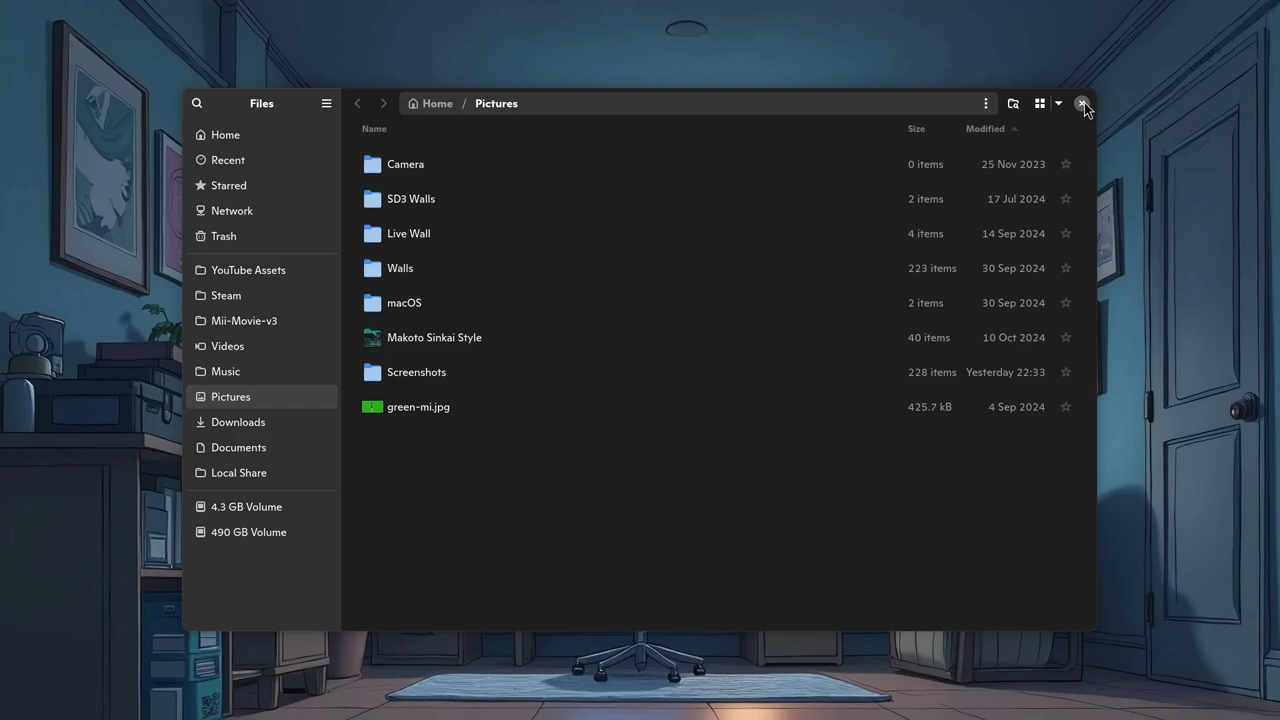 Files
Home / Pictures
Home
Recent
Starred
Network
Trash
YouTube Assets
Steam
Mii-Movie-v3
Videos
Music
Pictures
Downloads
Documents
Local Share
4.3 GB Volume
490 GB Volume
Name Size Modified
Camera 0 items 25 Nov 2023
SD3 Walls 2 items 17 Jul 2024
Live Wall 4 items 14 Sep 2024
Walls 223 items 30 Sep 2024
macOS 2 items 30 Sep 2024
Makoto Sinkai Style 40 items 10 Oct 2024
Screenshots 228 items Yesterday 22:33
green-mi.jpg 425.7 kB 4 Sep 2024